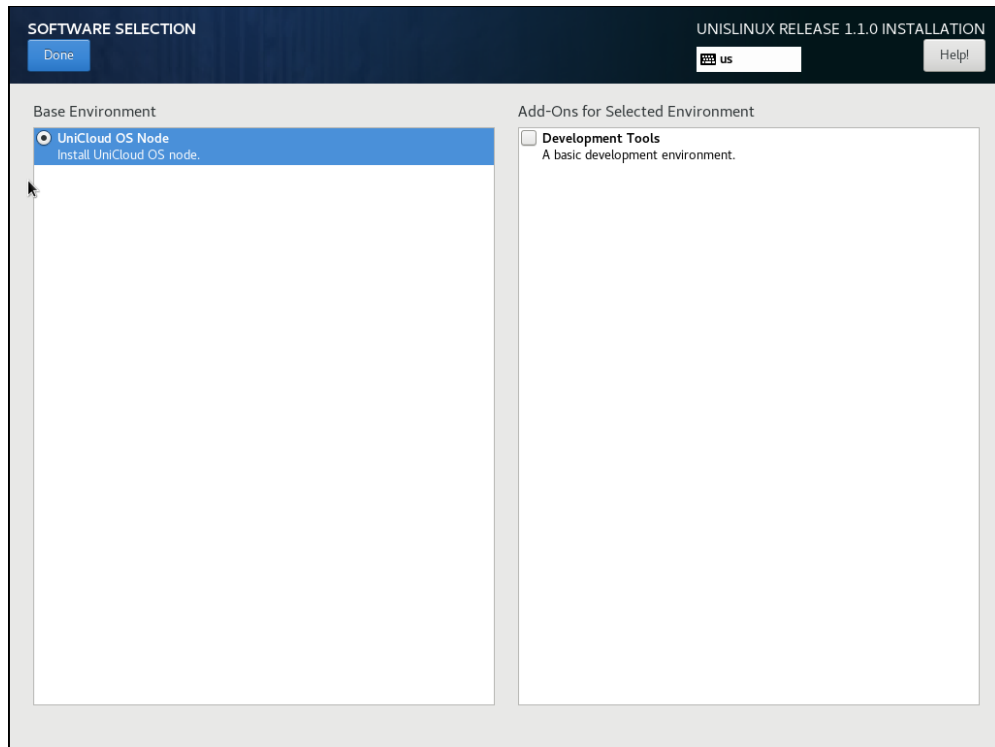 SOFTWARE SELECTION
UNISLINUX RELEASE 1.1.0 INSTALLATION
Done
us
Help!
Base Environment
Add-Ons for Selected Environment
UniCloud OS Node
Install UniCloud OS node.
Development Tools
A basic development environment.